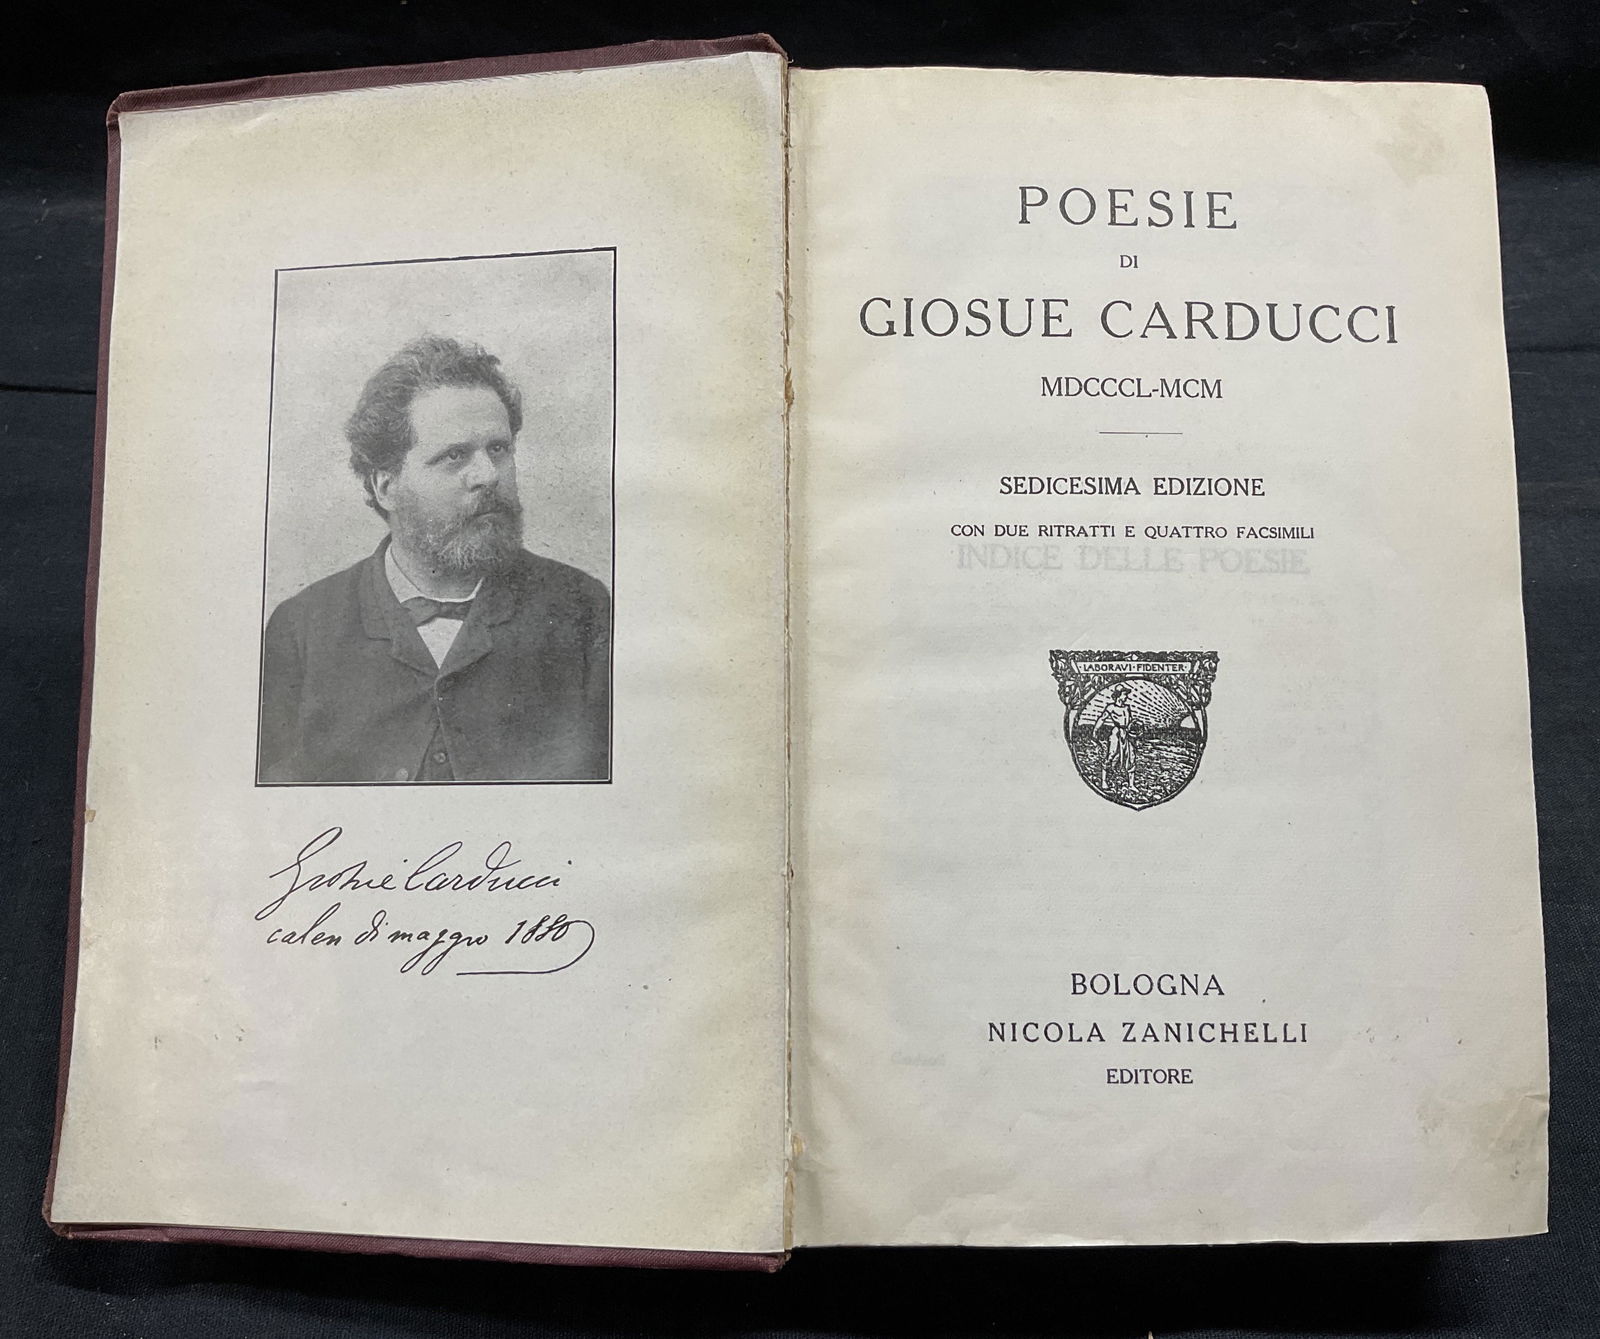 Giosue Carducci
calen di maggio 1880
POESIE
DI
GIOSUE CARDUCCI
MDCCCL-MCM
SEDICESIMA EDIZIONE
CON DUE RITRATTI E QUATTRO FACSIMILI
INDICE DELLE POESIE
·LABORAVI·FIDENTER·
BOLOGNA
NICOLA ZANICHELLI
EDITORE